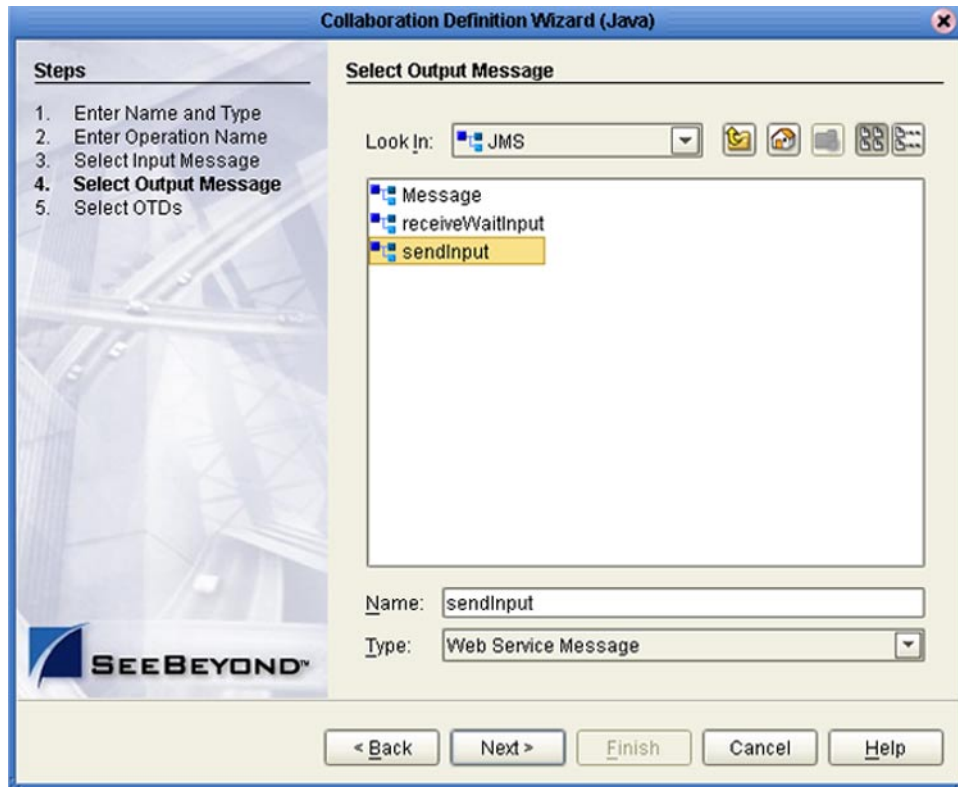 Collaboration Definition Wizard (Java)
Steps
1. Enter Name and Type
2. Enter Operation Name
3. Select Input Message
4. Select Output Message
5. Select OTDs
SEEBEYOND™
Select Output Message
Look In: JMS
Message
receiveWaitInput
sendInput
Name: sendInput
Type: Web Service Message
< Back Next > Finish Cancel Help